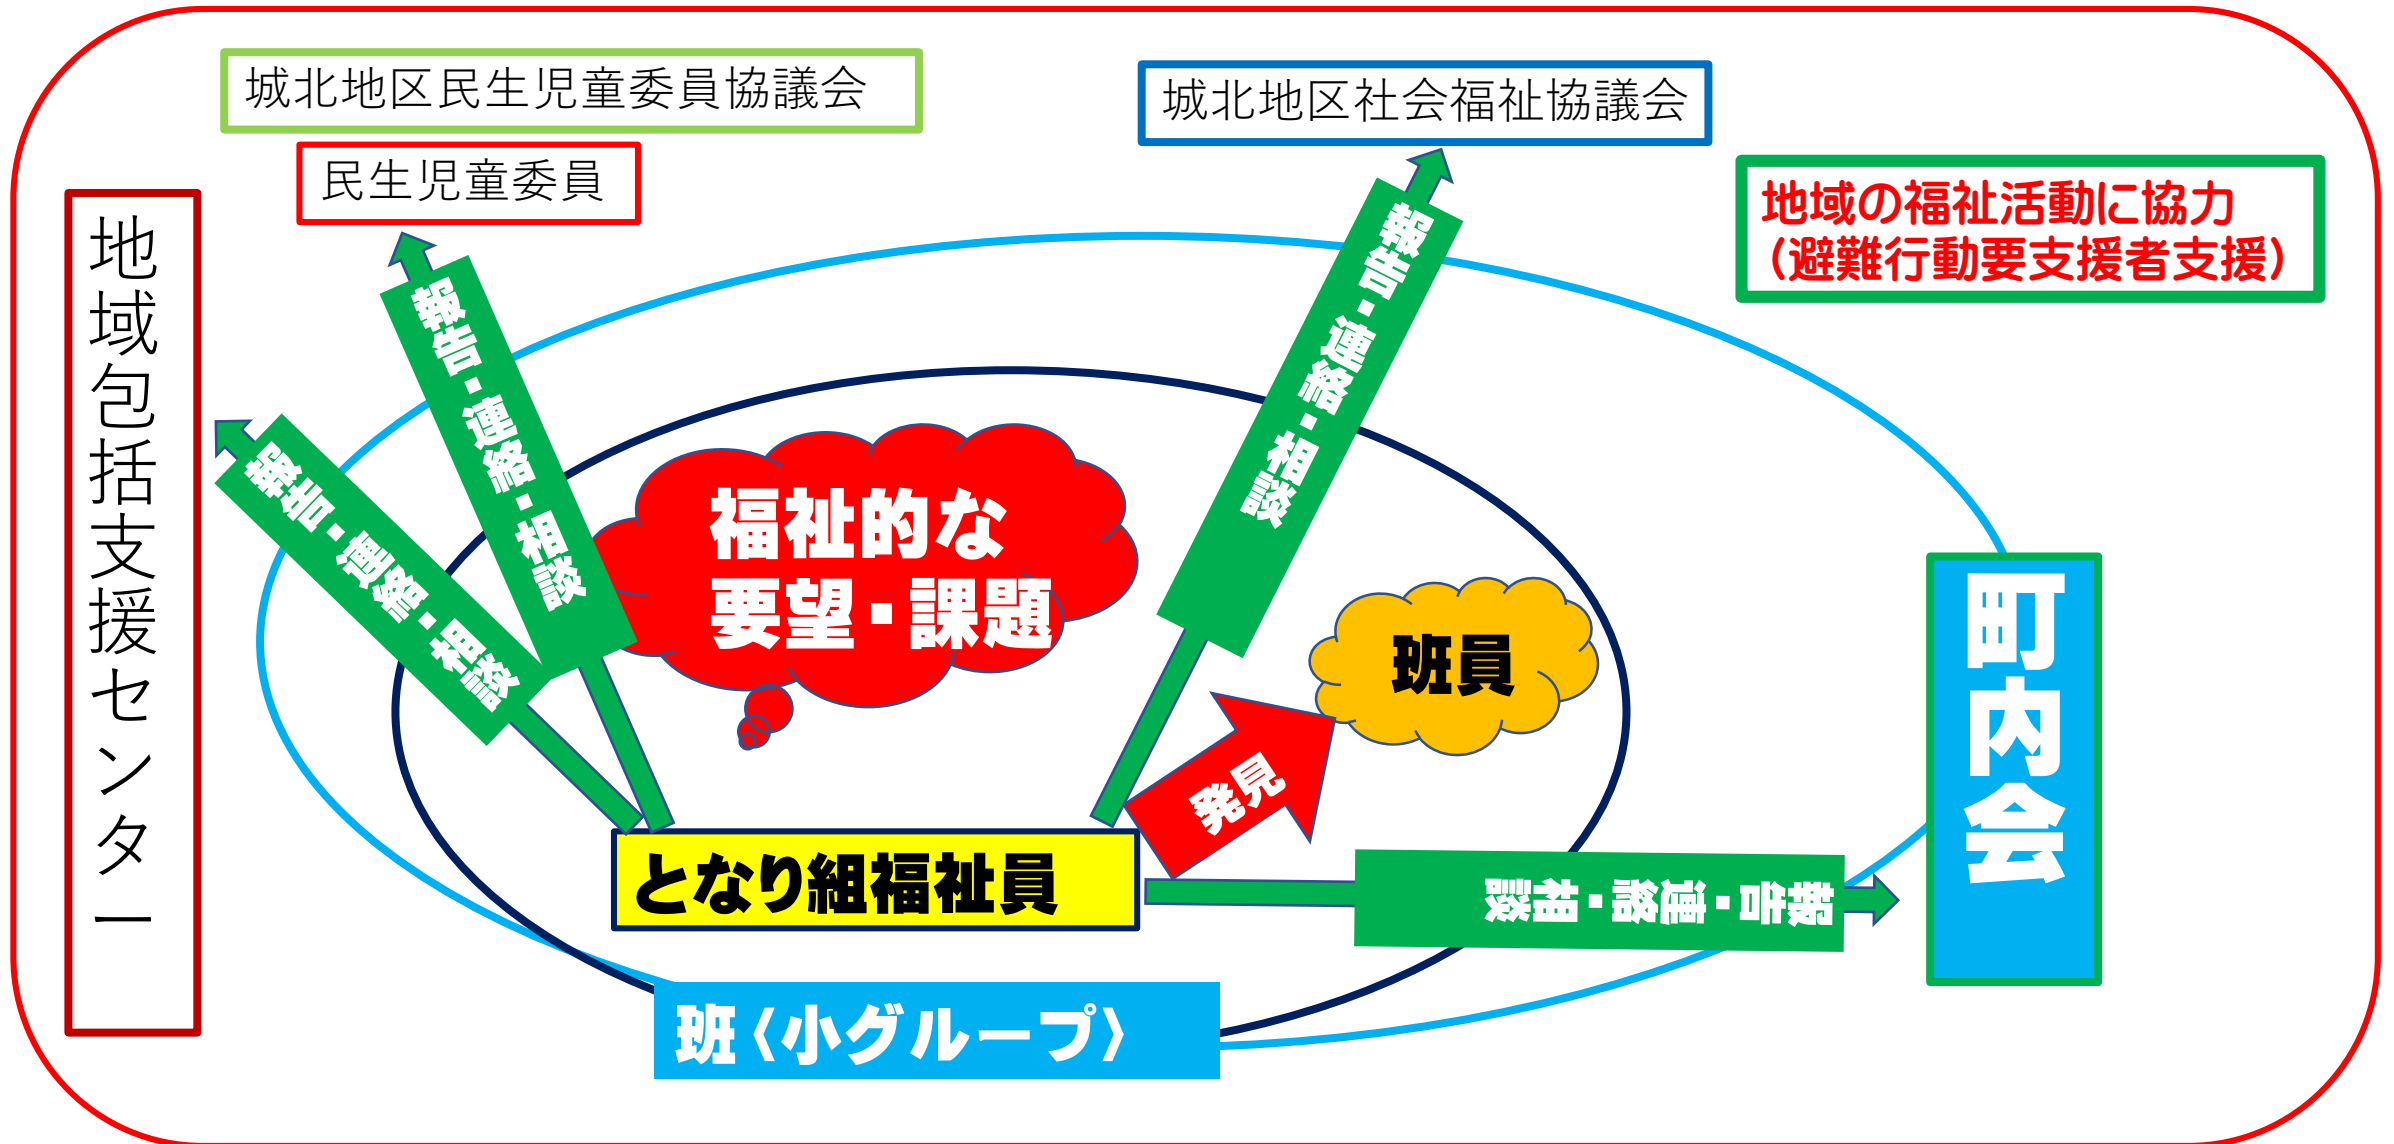 城北地区民生児童委員協議会
城北地区社会福祉協議会
民生児童委員
地域の福祉活動に協力
（避難行動要支援者支援）
地域包括支援センター
報告・連絡・相談
報告・連絡・相談
報告・連絡・相談
福祉的な
要望・課題
班員
発見
町内会
となり組福祉員
報告・連絡・相談
班〈小グループ〉